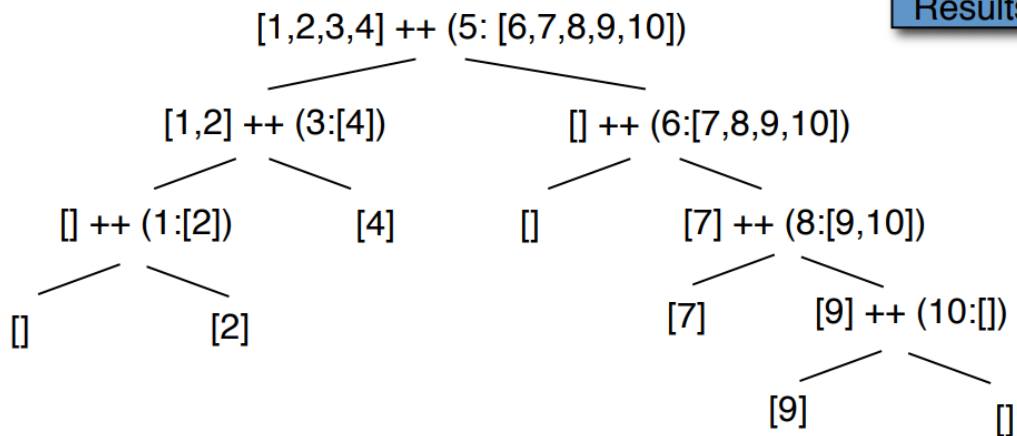 Results
[1,2,3,4] ++ (5: [6,7,8,9,10])
[1,2] ++ (3:[4])
[] ++ (6:[7,8,9,10])
[] ++ (1:[2])
[4]
[]
[7] ++ (8:[9,10])
[]
[2]
[7]
[9] ++ (10:[])
[9]
[]